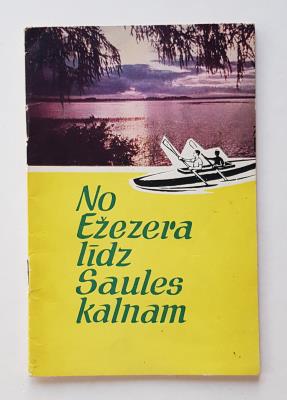 No
Ežezera
līdz
Saules
kalnam